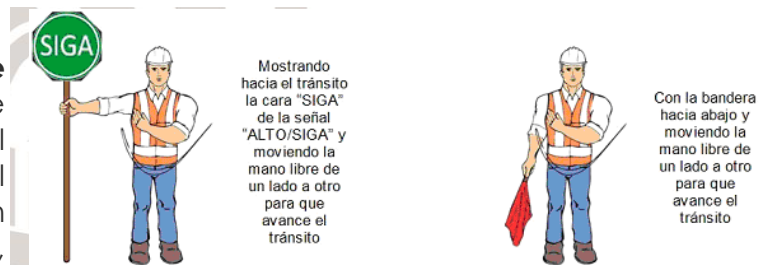 SIGA
Mostrando
hacia el tránsito
la cara "SIGA"
de la señal
"ALTO/SIGA" y
moviendo la
mano libre de
un lado a otro
para que
avance el
tránsito
Con la bandera
hacia abajo y
moviendo la
mano libre de
un lado a otro
para que
avance el
tránsito